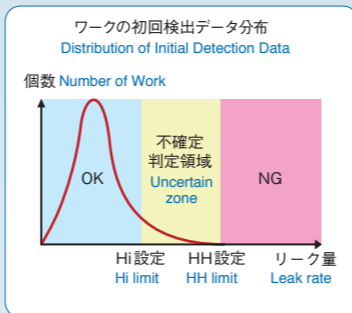 ワークの初回検出データ分布
Distribution of Initial Detection Data
個数 Number of Work
OK
不確定
判定領域
Uncertain
zone
NG
Hi設定
Hi limit
HH設定
HH limit
リーク量
Leak rate